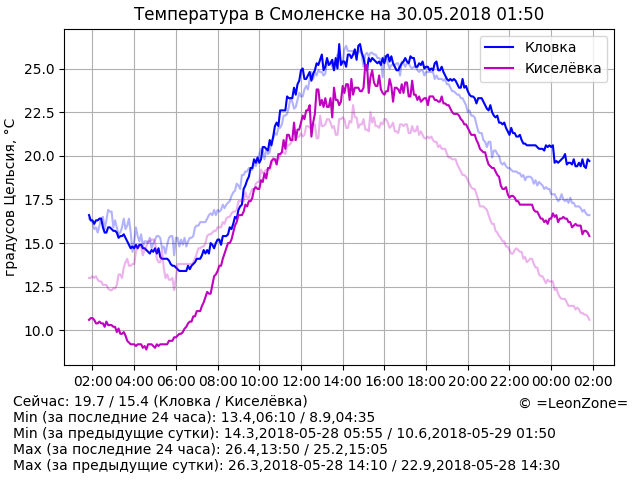 Температура в Смоленске на 30.05.2018 01:50
градусов Цельсия, °C
25.0
22.5
20.0
17.5
15.0
12.5
10.0
Кловка
Киселёвка
02:00 04:00 06:00 08:00 10:00 12:00 14:00 16:00 18:00 20:00 22:00 00:00 02:00
Сейчас: 19.7 / 15.4 (Кловка / Киселёвка)
© =LeonZone=
Min (за последние 24 часа): 13.4,06:10 / 8.9,04:35
Min (за предыдущие сутки): 14.3,2018-05-28 05:55 / 10.6,2018-05-29 01:50
Max (за последние 24 часа): 26.4,13:50 / 25.2,15:05
Max (за предыдущие сутки): 26.3,2018-05-28 14:10 / 22.9,2018-05-28 14:30